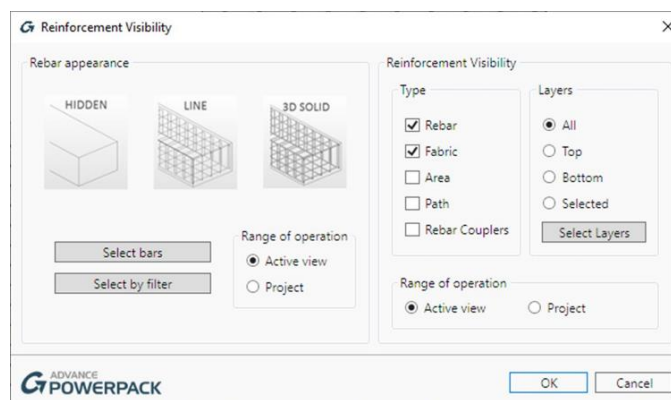 Reinforcement Visibility
Rebar appearance
HIDDEN
LINE
3D SOLID
Select bars
Select by filter
Range of operation
Active view
Project
Reinforcement Visibility
Type
Rebar
Fabric
Area
Path
Rebar Couplers
Layers
All
Top
Bottom
Selected
Select Layers
Range of operation
Active view
Project
ADVANCE
POWERPACK
OK
Cancel